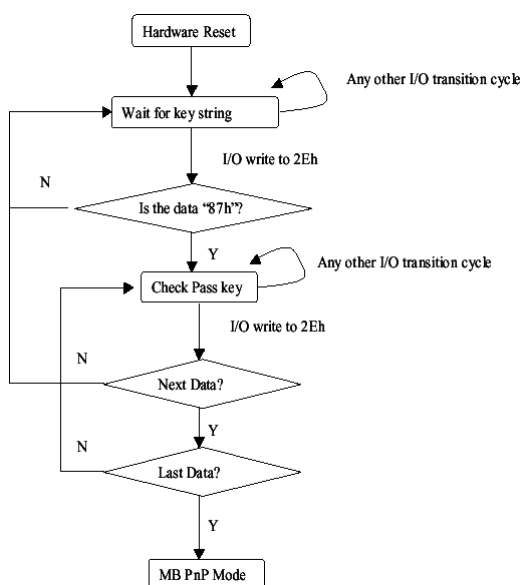 Hardware Reset
Any other I/O transition cycle
Wait for key string
I/O write to 2Eh
N
Is the data “87h”?
Y
Any other I/O transition cycle
Check Pass key
I/O write to 2Eh
N
Next Data?
Y
N
Last Data?
Y
MB PnP Mode